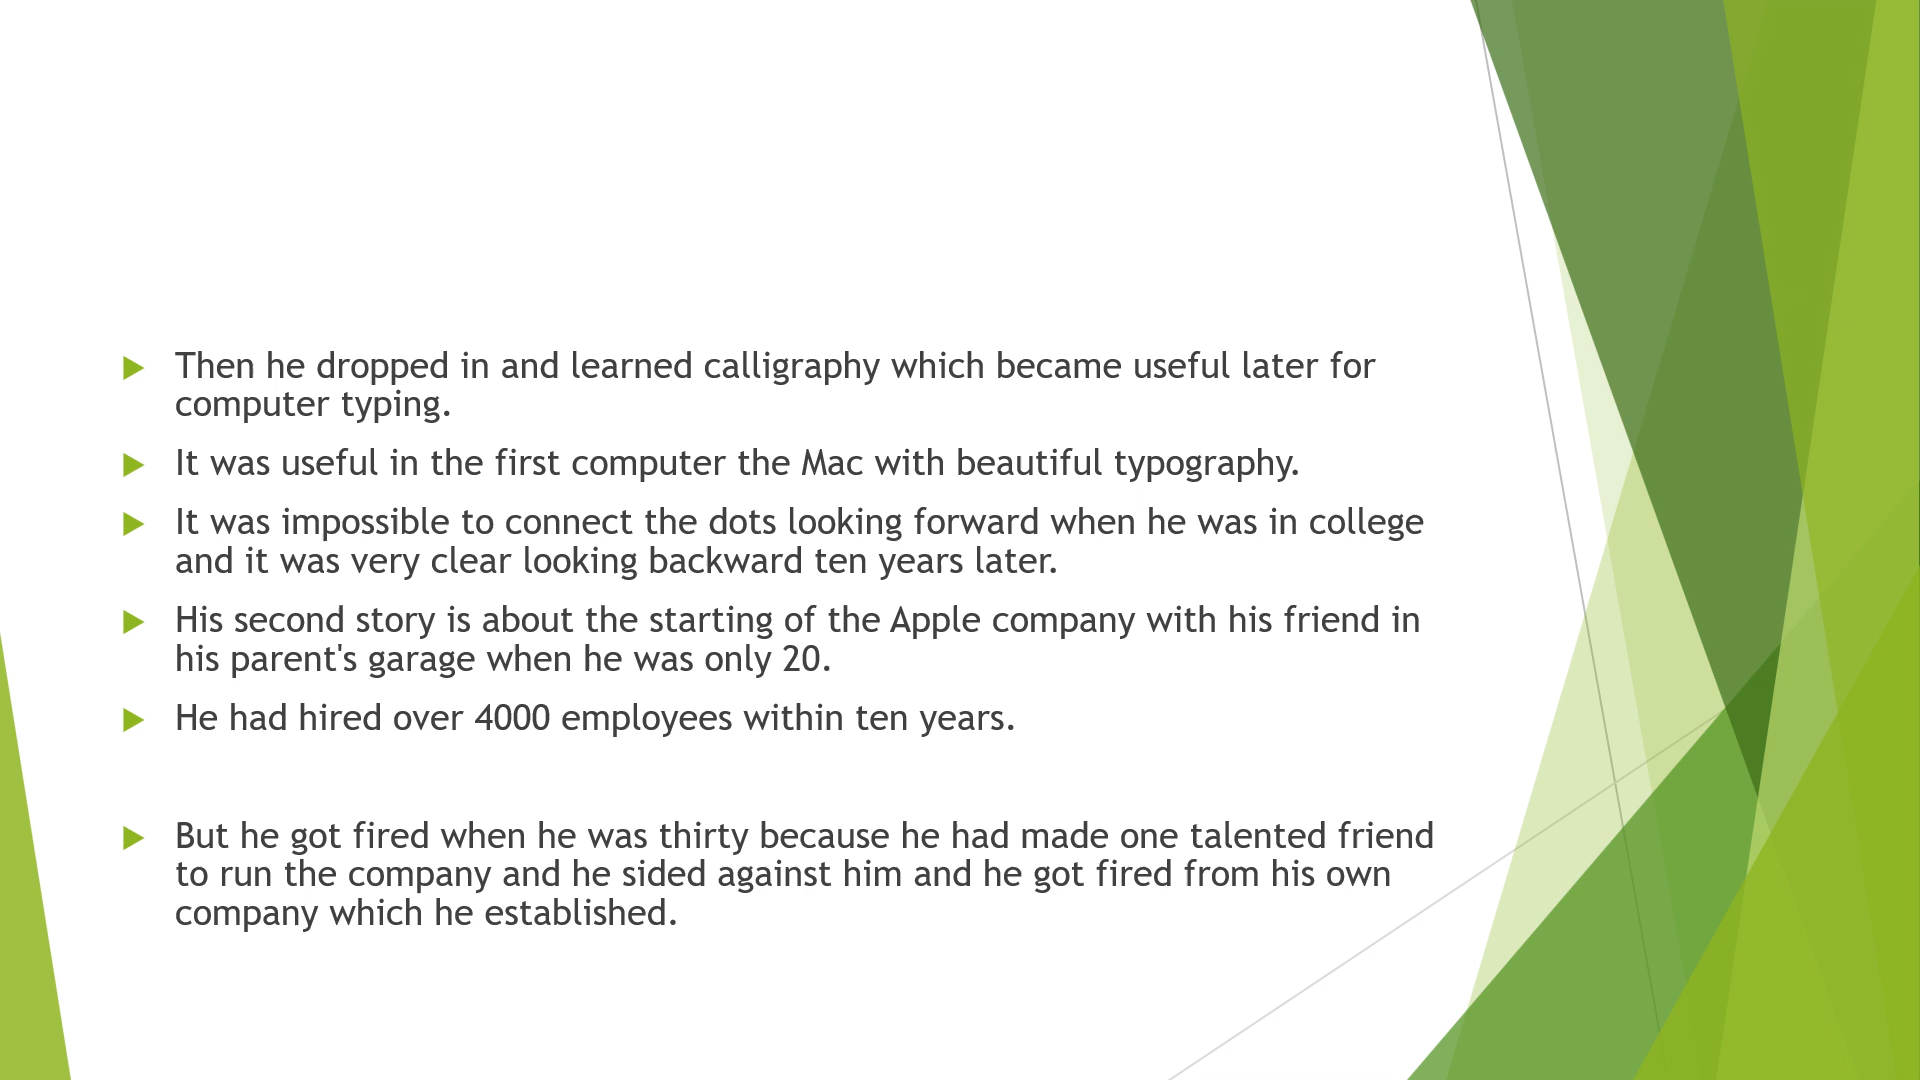 Then he dropped in and learned calligraphy which became useful later for
computer typing.
It was useful in the first computer the Mac with beautiful typography.
It was impossible to connect the dots looking forward when he was in college
and it was very clear looking backward ten years later.
His second story is about the starting of the Apple company with his friend in
his parent's garage when he was only 20.
He had hired over 4000 employees within ten years.
But he got fired when he was thirty because he had made one talented friend
to run the company and he sided against him and he got fired from his own
company which he established.